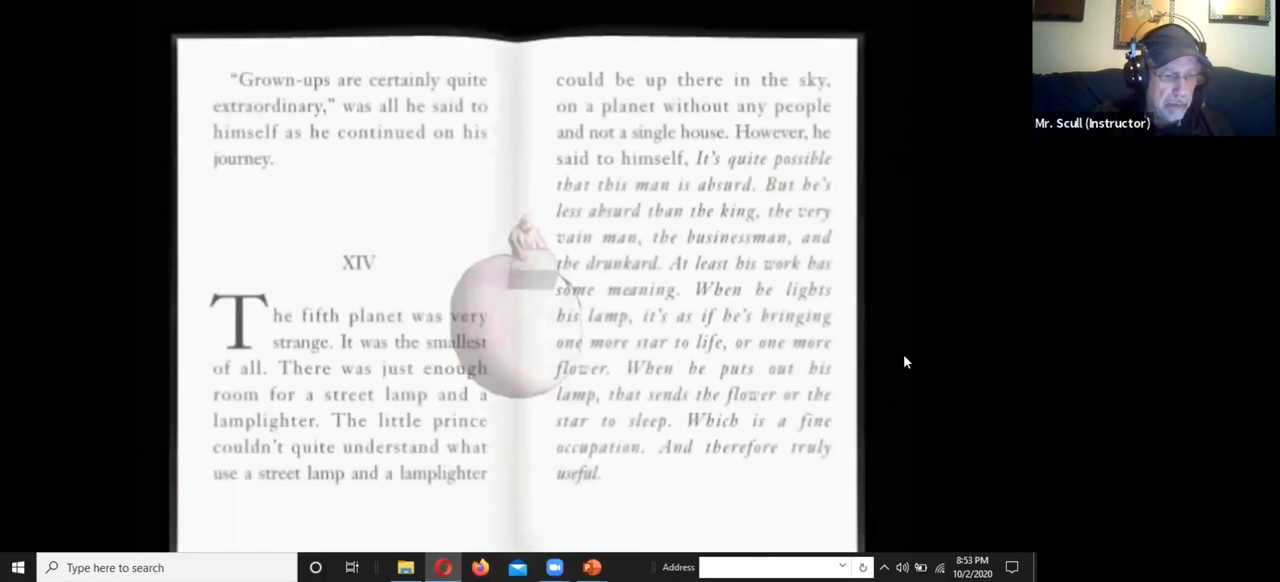 "Grown-ups are certainly quite
extraordinary," was all he said to
himself as he continued on his
journey.
XIV
The fifth planet was very
strange. It was the smallest
of all. There was just enough
room for a street lamp and a
lamplighter. The little prince
couldn't quite understand what
use a street lamp and a lamplighter
could be up there in the sky,
on a planet without any people
and not a single house. However, he
said to himself, It's quite possible
that this man is absurd. But he's
less absurd than the king, the very
vain man, the businessman, and
the drunkard. At least his work has
some meaning. When he lights
his lamp, it's as if he's bringing
one more star to life, or one more
flower. When he puts out his
lamp, that sends the flower or the
star to sleep. Which is a fine
occupation. And therefore truly
useful.
Mr. Scull (Instructor)
Type here to search
Address
8:53 PM
10/2/2020